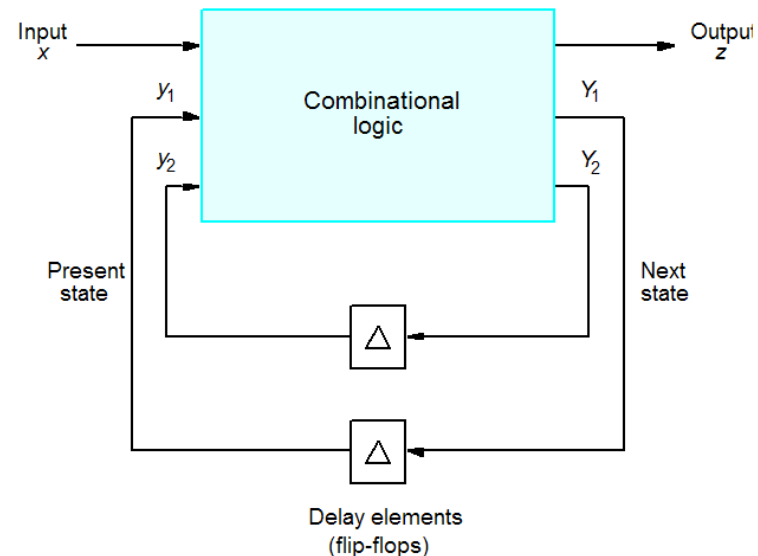 Input
x
Output
z
y1
Y1
Combinational
logic
y2
Y2
Present
state
Next
state
Δ
Δ
Delay elements
(flip-flops)